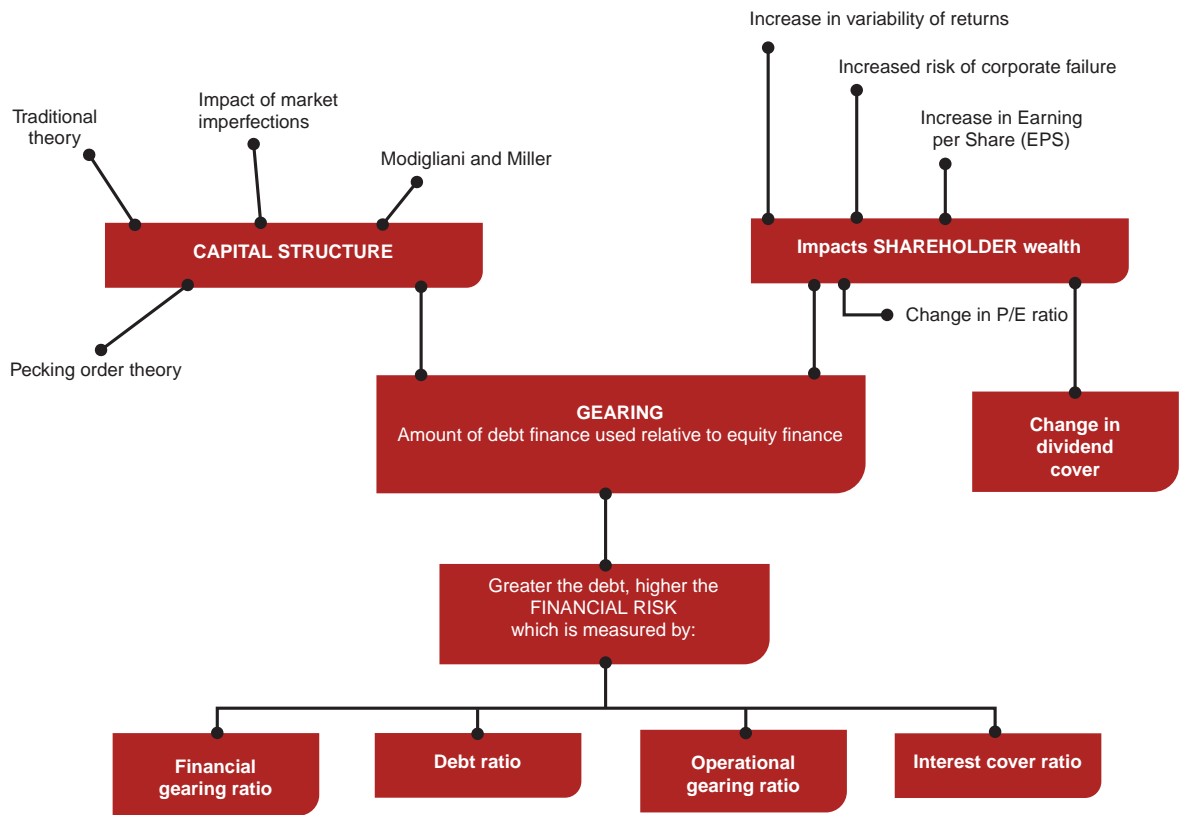 Increase in variability of returns
Increased risk of corporate failure
Increase in Earning
per Share (EPS)
Traditional
theory
Impact of market
imperfections
Modigliani and Miller
CAPITAL STRUCTURE
Impacts SHAREHOLDER wealth
Change in P/E ratio
Pecking order theory
GEARING
Amount of debt finance used relative to equity finance
Change in
dividend
cover
Greater the debt, higher the
FINANCIAL RISK
which is measured by:
Financial
gearing ratio
Debt ratio
Operational
gearing ratio
Interest cover ratio